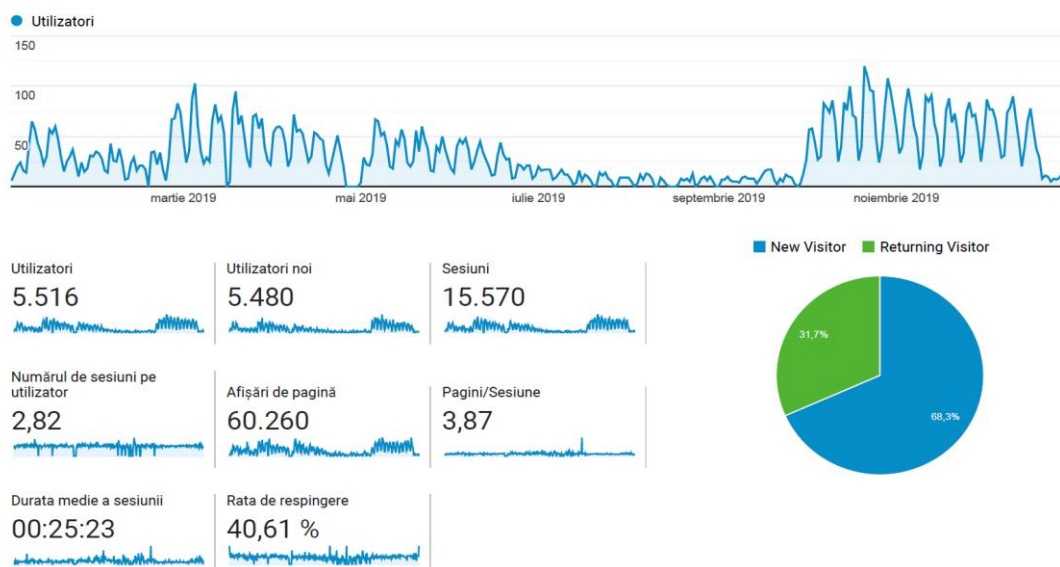 Utilizatori
150
100
50
martie 2019
mai 2019
iulie 2019
septembrie 2019
noiembrie 2019
New Visitor
Returning Visitor
Utilizatori
5.516
Utilizatori noi
5.480
Sesiuni
15.570
Numărul de sesiuni pe
utilizator
2,82
Afișări de pagină
60.260
Pagini/Sesiune
3,87
Durata medie a sesiunii
00:25:23
Rata de respingere
40,61 %
31,7%
68,3%